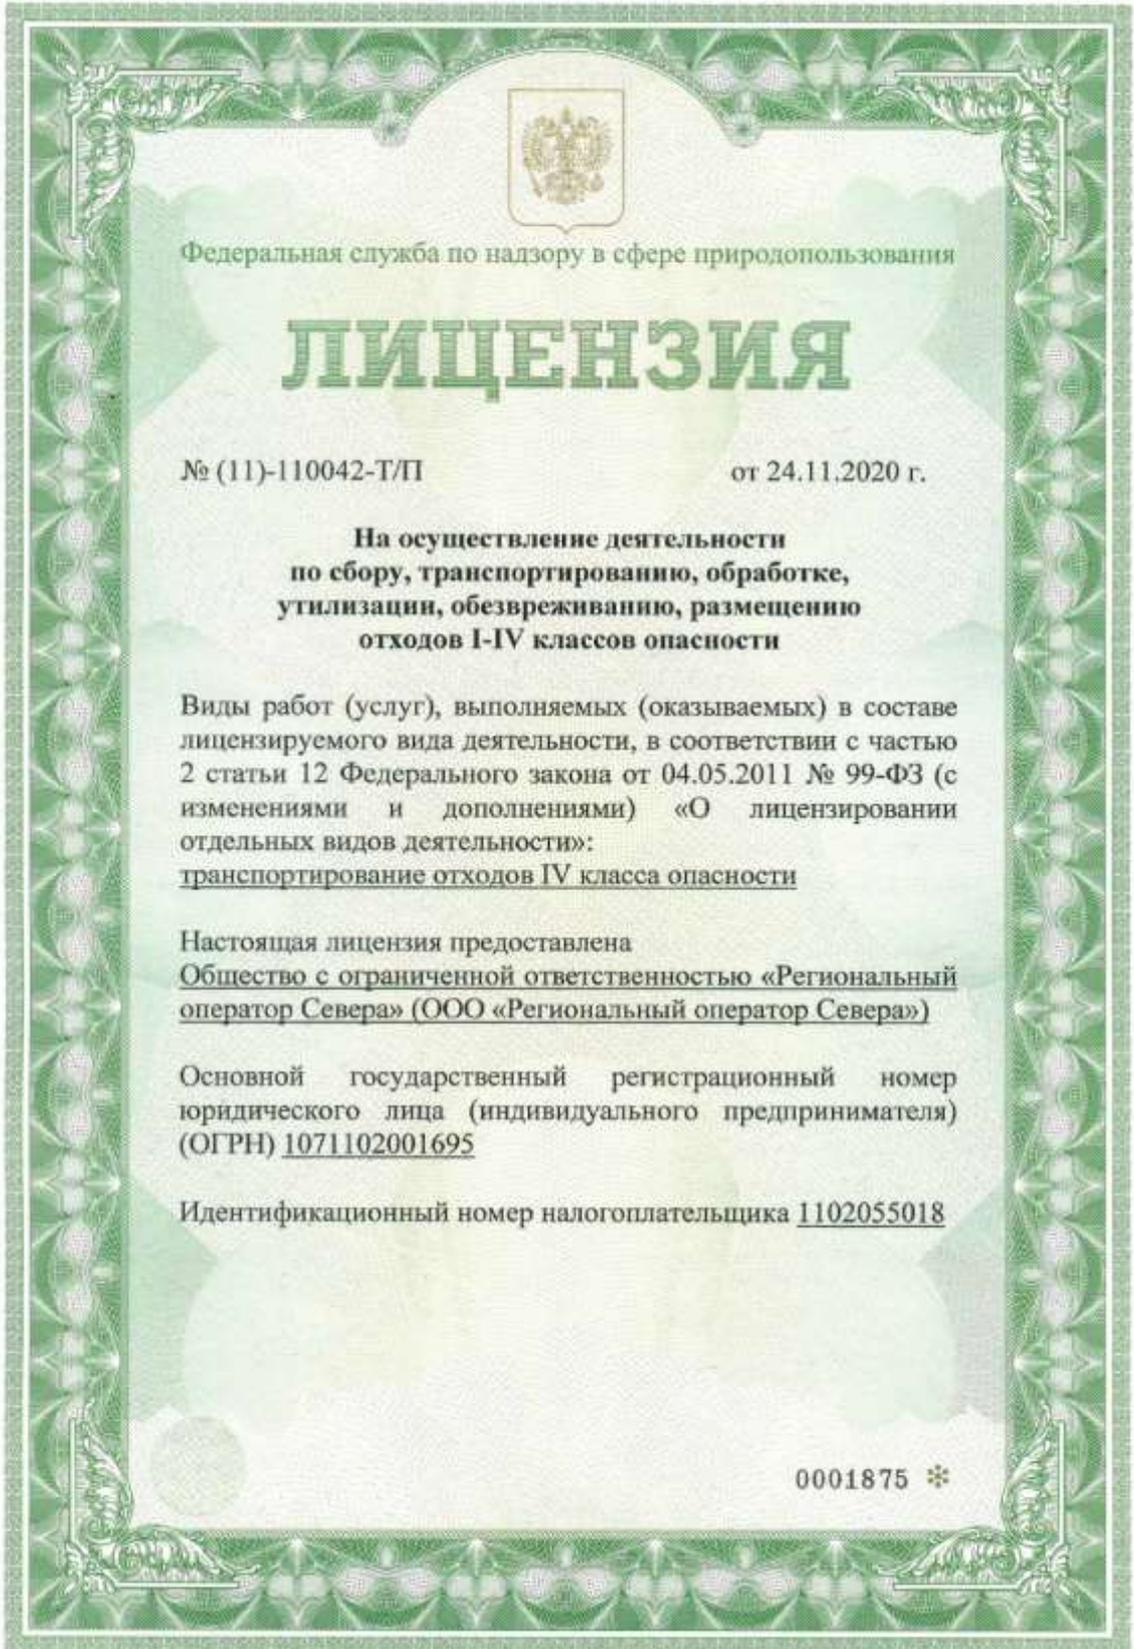 Федеральная служба по надзору в сфере природопользования
ЛИЦЕНЗИЯ
№ (11)-110042-Т/П от 24.11.2020 г.
На осуществление деятельности
по сбору, транспортированию, обработке,
утилизации, обезвреживанию, размещению
отходов I-IV классов опасности
Виды работ (услуг), выполняемых (оказываемых) в составе
лицензируемого вида деятельности, в соответствии с частью
2 статьи 12 Федерального закона от 04.05.2011 № 99-ФЗ (с
изменениями и дополнениями) «О лицензировании
отдельных видов деятельности»:
транспортирование отходов IV класса опасности
Настоящая лицензия предоставлена
Общество с ограниченной ответственностью «Региональный
оператор Севера» (ООО «Региональный оператор Севера»)
Основной государственный регистрационный номер
юридического лица (индивидуального предпринимателя)
(ОГРН) 1071102001695
Идентификационный номер налогоплательщика 1102055018
0001875